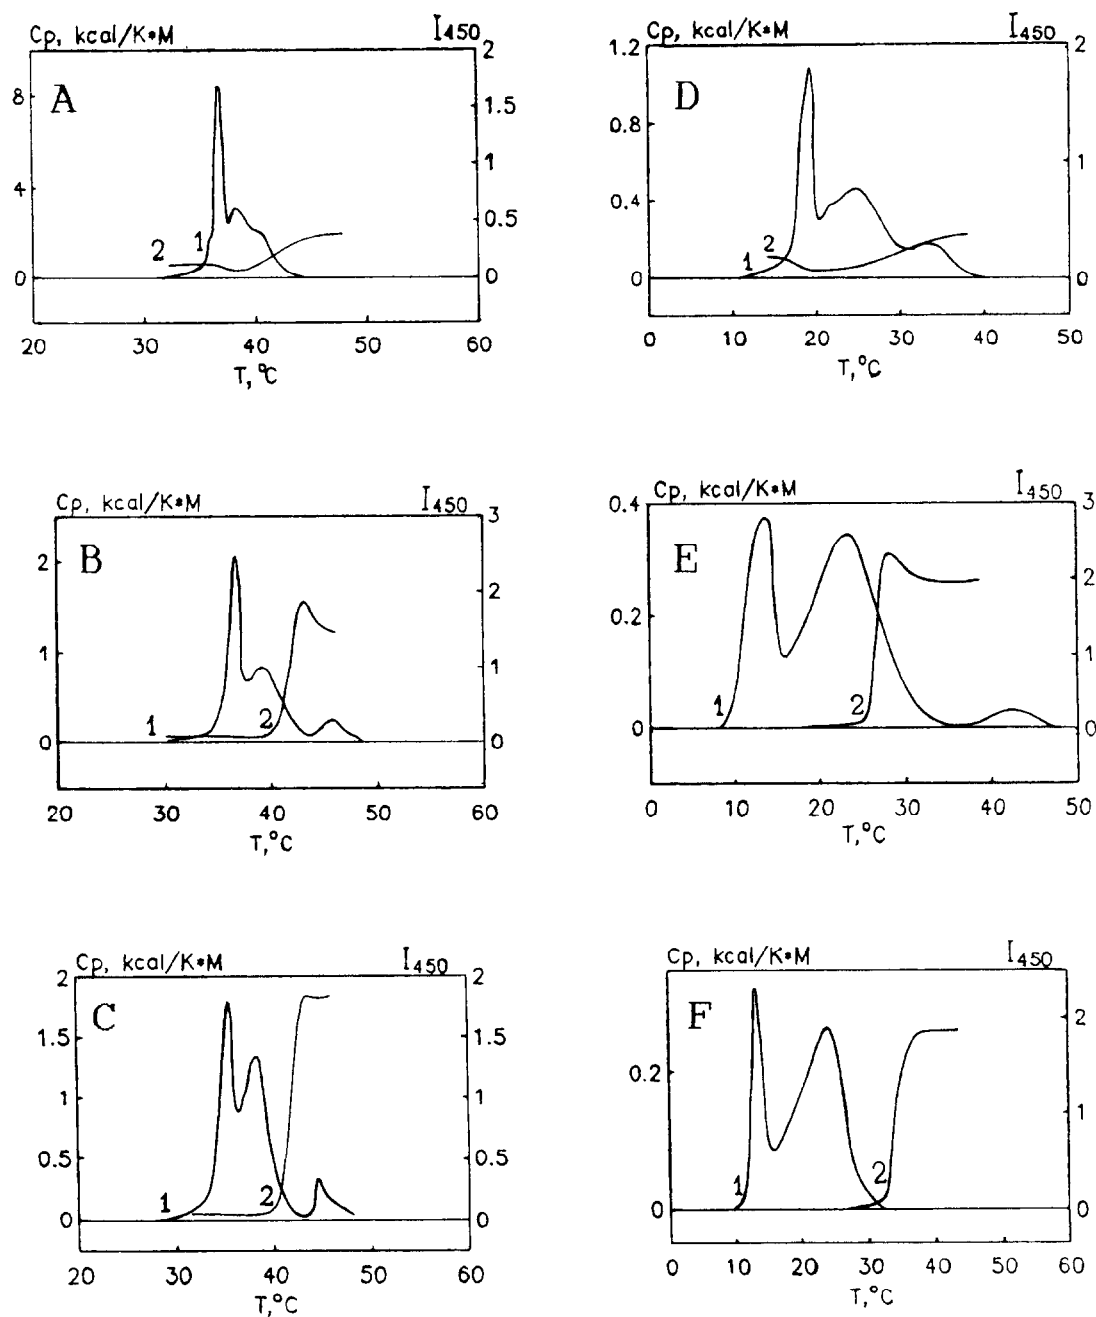 Cp, kcal/K*M I450
2
8 A 1.5
1
4
2 1 0.5
0 0
20 30 40 50 60
T, °C
Cp, kcal/K*M I450
1.2 2
D
0.8
1
0.4
1 2
0 0
0 10 20 30 40 50
T, °C
Cp, kcal/K*M I450
3
2 B
2
1 1
1 2
0 0
20 30 40 50 60
T, °C
Cp, kcal/K*M I450
0.4 3
E
2
0.2
1
1 2
0 0
0 10 20 30 40 50
T, °C
Cp, kcal/K*M I450
2 2
C
1.5 1.5
1 1
0.5 0.5
1 2
0 0
20 30 40 50 60
T, °C
Cp, kcal/K*M I450
F 2
0.2
1
1 2
0 0
0 10 20 30 40 50 60
T, °C